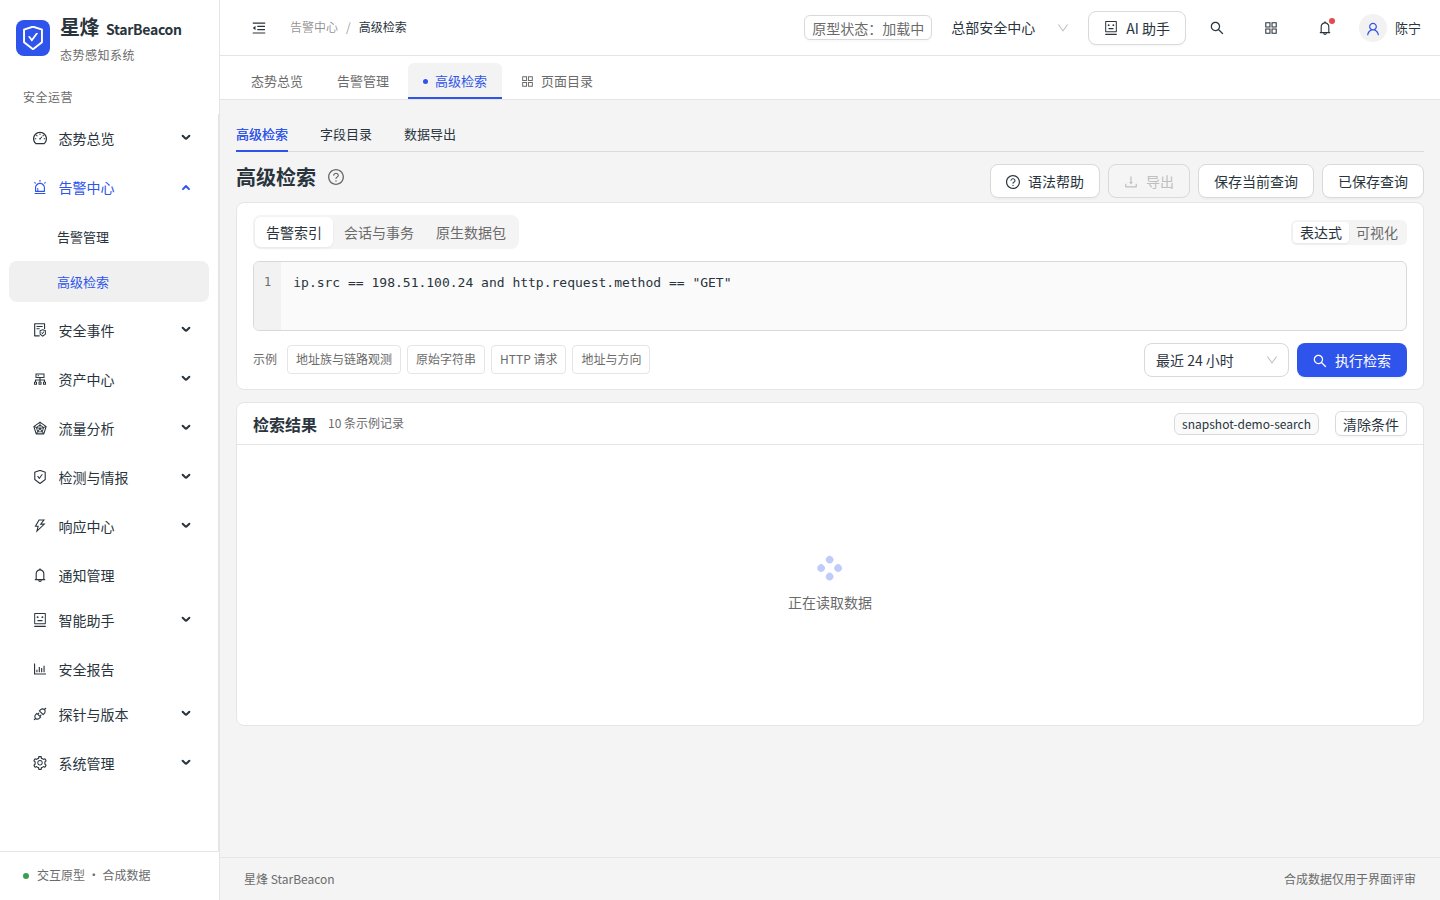 星烽 StarBeacon
态势感知系统
安全运营
态势总览
告警中心
告警管理
高级检索
安全事件
资产中心
流量分析
检测与情报
响应中心
通知管理
智能助手
安全报告
探针与版本
系统管理
交互原型 · 合成数据
告警中心 / 高级检索
原型状态：加载中
总部安全中心
AI 助手
陈宁
态势总览 告警管理 高级检索 页面目录
高级检索 字段目录 数据导出
高级检索
语法帮助 导出 保存当前查询 已保存查询
告警索引 会话与事务 原生数据包
表达式 可视化
1 ip.src == 198.51.100.24 and http.request.method == "GET"
示例 地址族与链路观测 原始字符串 HTTP 请求 地址与方向
最近 24 小时 执行检索
检索结果 10 条示例记录
snapshot-demo-search 清除条件
正在读取数据
星烽 StarBeacon
合成数据仅用于界面评审